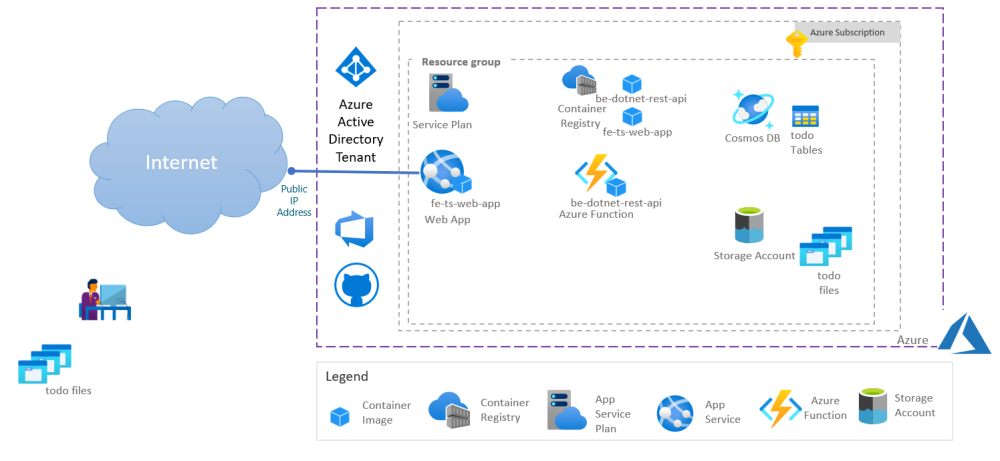 Azure Subscription
Resource group
Azure
Active
Directory
Tenant
Service Plan
Container
Registry
be-dotnet-rest-api
fe-ts-web-app
Cosmos DB
todo
Tables
Internet
Public
IP
Address
fe-ts-web-app
Web App
be-dotnet-rest-api
Azure Function
Storage Account
todo
files
Azure
todo files
Legend
Container
Image
Container
Registry
App
Service
Plan
App
Service
Azure
Function
Storage
Account